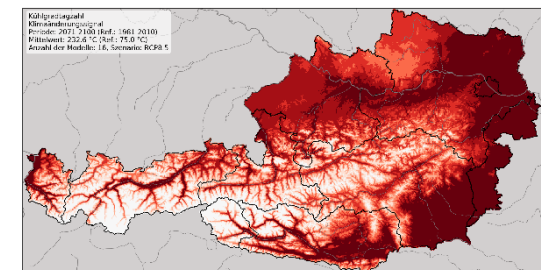 Kühlgradtagzahl
Klimaänderungssignal
Periode: 2071-2100 (Ref.: 1981-2010)
Mittelwert: 232.6 °C (Ref.: 75.0 °C)
Anzahl der Modelle: 16, Szenario: RCP8.5